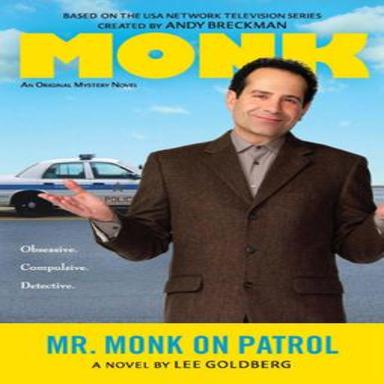 BASED ON THE USA NETWORK TELEVISION SERIES
CREATED BY ANDY BRECKMAN
MONK
AN ORIGINAL MYSTERY NOVEL
POLICE
Obsessive.
Compulsive.
Detective.
MR. MONK ON PATROL
A NOVEL BY LEE GOLDBERG